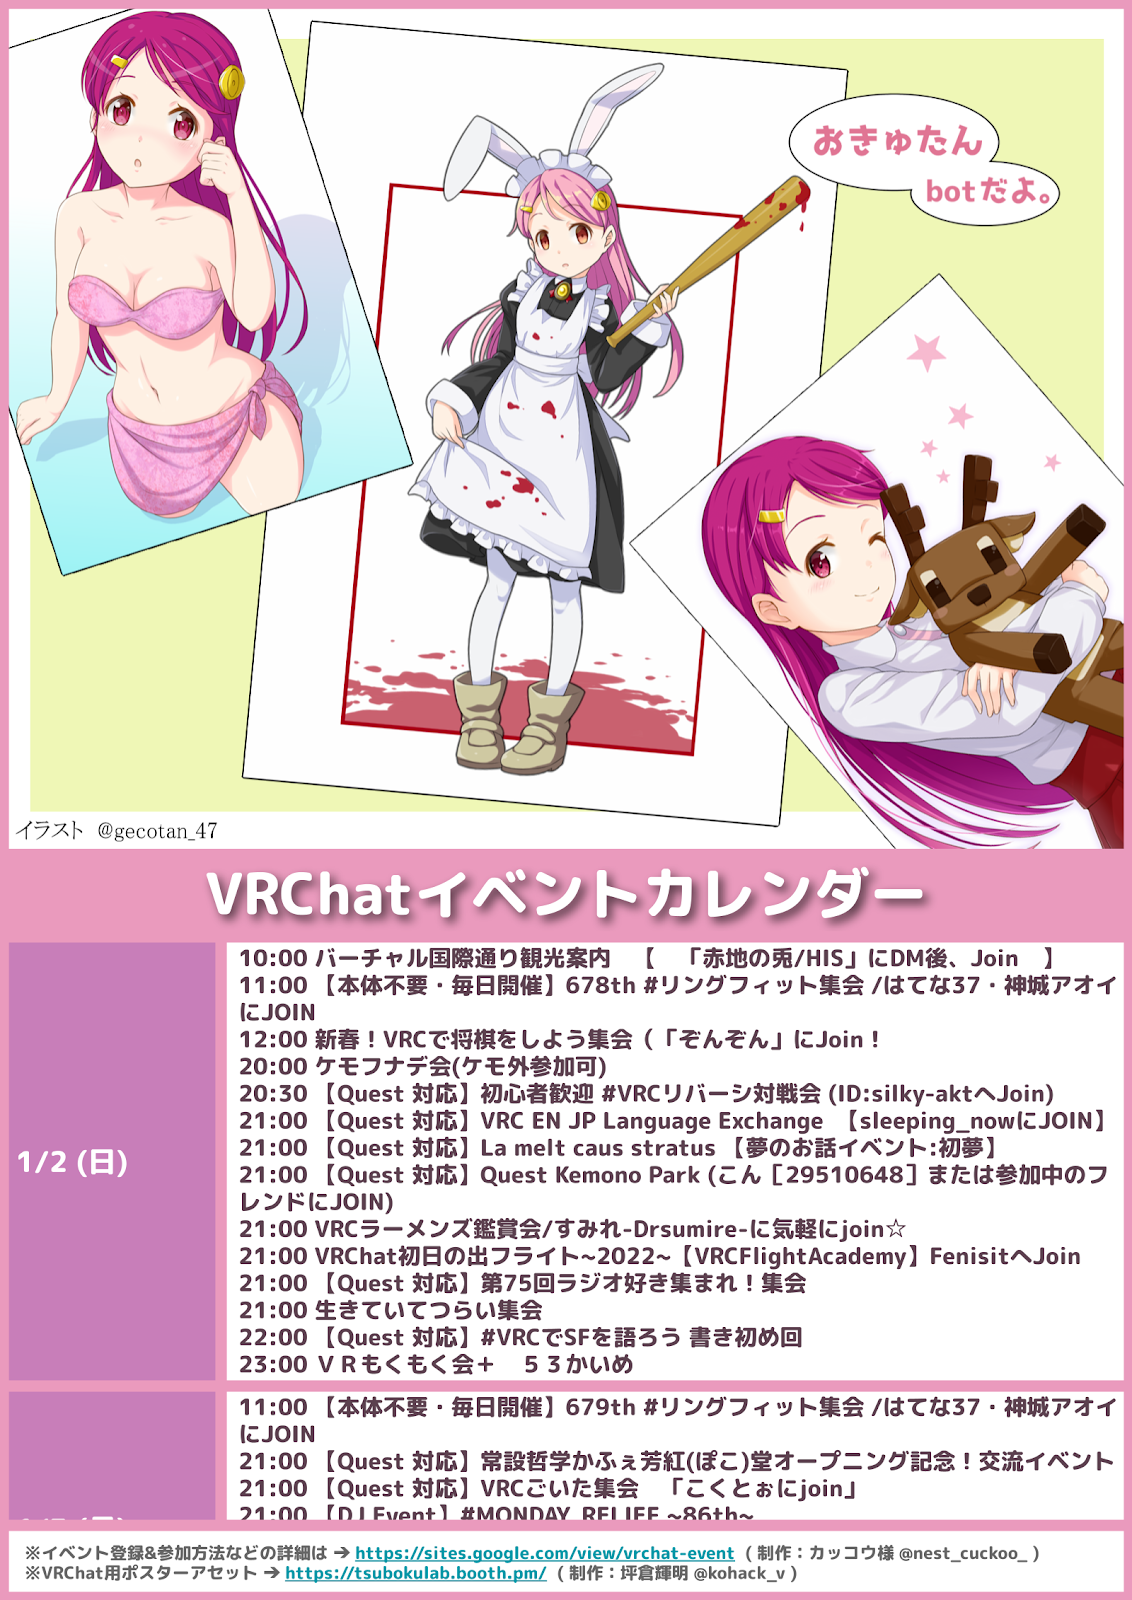 おきゅたん
botだよ。
イラスト　@gecotan_47
VRChatイベントカレンダー
1/2 (日)
10:00 バーチャル国際通り観光案内　【　「赤地の兎/HIS」にDM後、Join　】
11:00 【本体不要・毎日開催】678th #リングフィット集会 /はてな37・神城アオイ
にJOIN
12:00 新春！VRCで将棋をしよう集会（「ぞんぞん」にJoin！
20:00 ケモフナデ会(ケモ外参加可)
20:30 【Quest 対応】初心者歓迎 #VRCリバーシ対戦会 (ID:silky-aktへJoin)
21:00 【Quest 対応】VRC EN JP Language Exchange　【sleeping_nowにJOIN】
21:00 【Quest 対応】La melt caus stratus 【夢のお話イベント:初夢】
21:00 【Quest 対応】Quest Kemono Park (こん［29510648］または参加中のフ
レンドにJOIN)
21:00 VRCラーメンズ鑑賞会/すみれ-Drsumire-に気軽にjoin☆
21:00 VRChat初日の出フライト~2022~【VRCFlightAcademy】FenisitへJoin
21:00 【Quest 対応】第75回ラジオ好き集まれ！集会
21:00 生きていてつらい集会
22:00 【Quest 対応】#VRCでSFを語ろう 書き初め回
23:00 ＶＲもくもく会＋　５３かいめ
11:00 【本体不要・毎日開催】679th #リングフィット集会 /はてな37・神城アオイ
にJOIN
21:00 【Quest 対応】常設哲学かふぇ芳紅(ぽこ)堂オープニング記念！交流イベント
21:00 【Quest 対応】VRCごいた集会　「こくとぉにjoin」
21:00 【DJ Event】#MONDAY_RELIEF ~86th~
※イベント登録&参加方法などの詳細は ➔ https://sites.google.com/view/vrchat-event （ 制作：カッコウ様 @nest_cuckoo_ ）
※VRChat用ポスターアセット ➔ https://tsubokulab.booth.pm/ （ 制作：坪倉輝明 @kohack_v ）